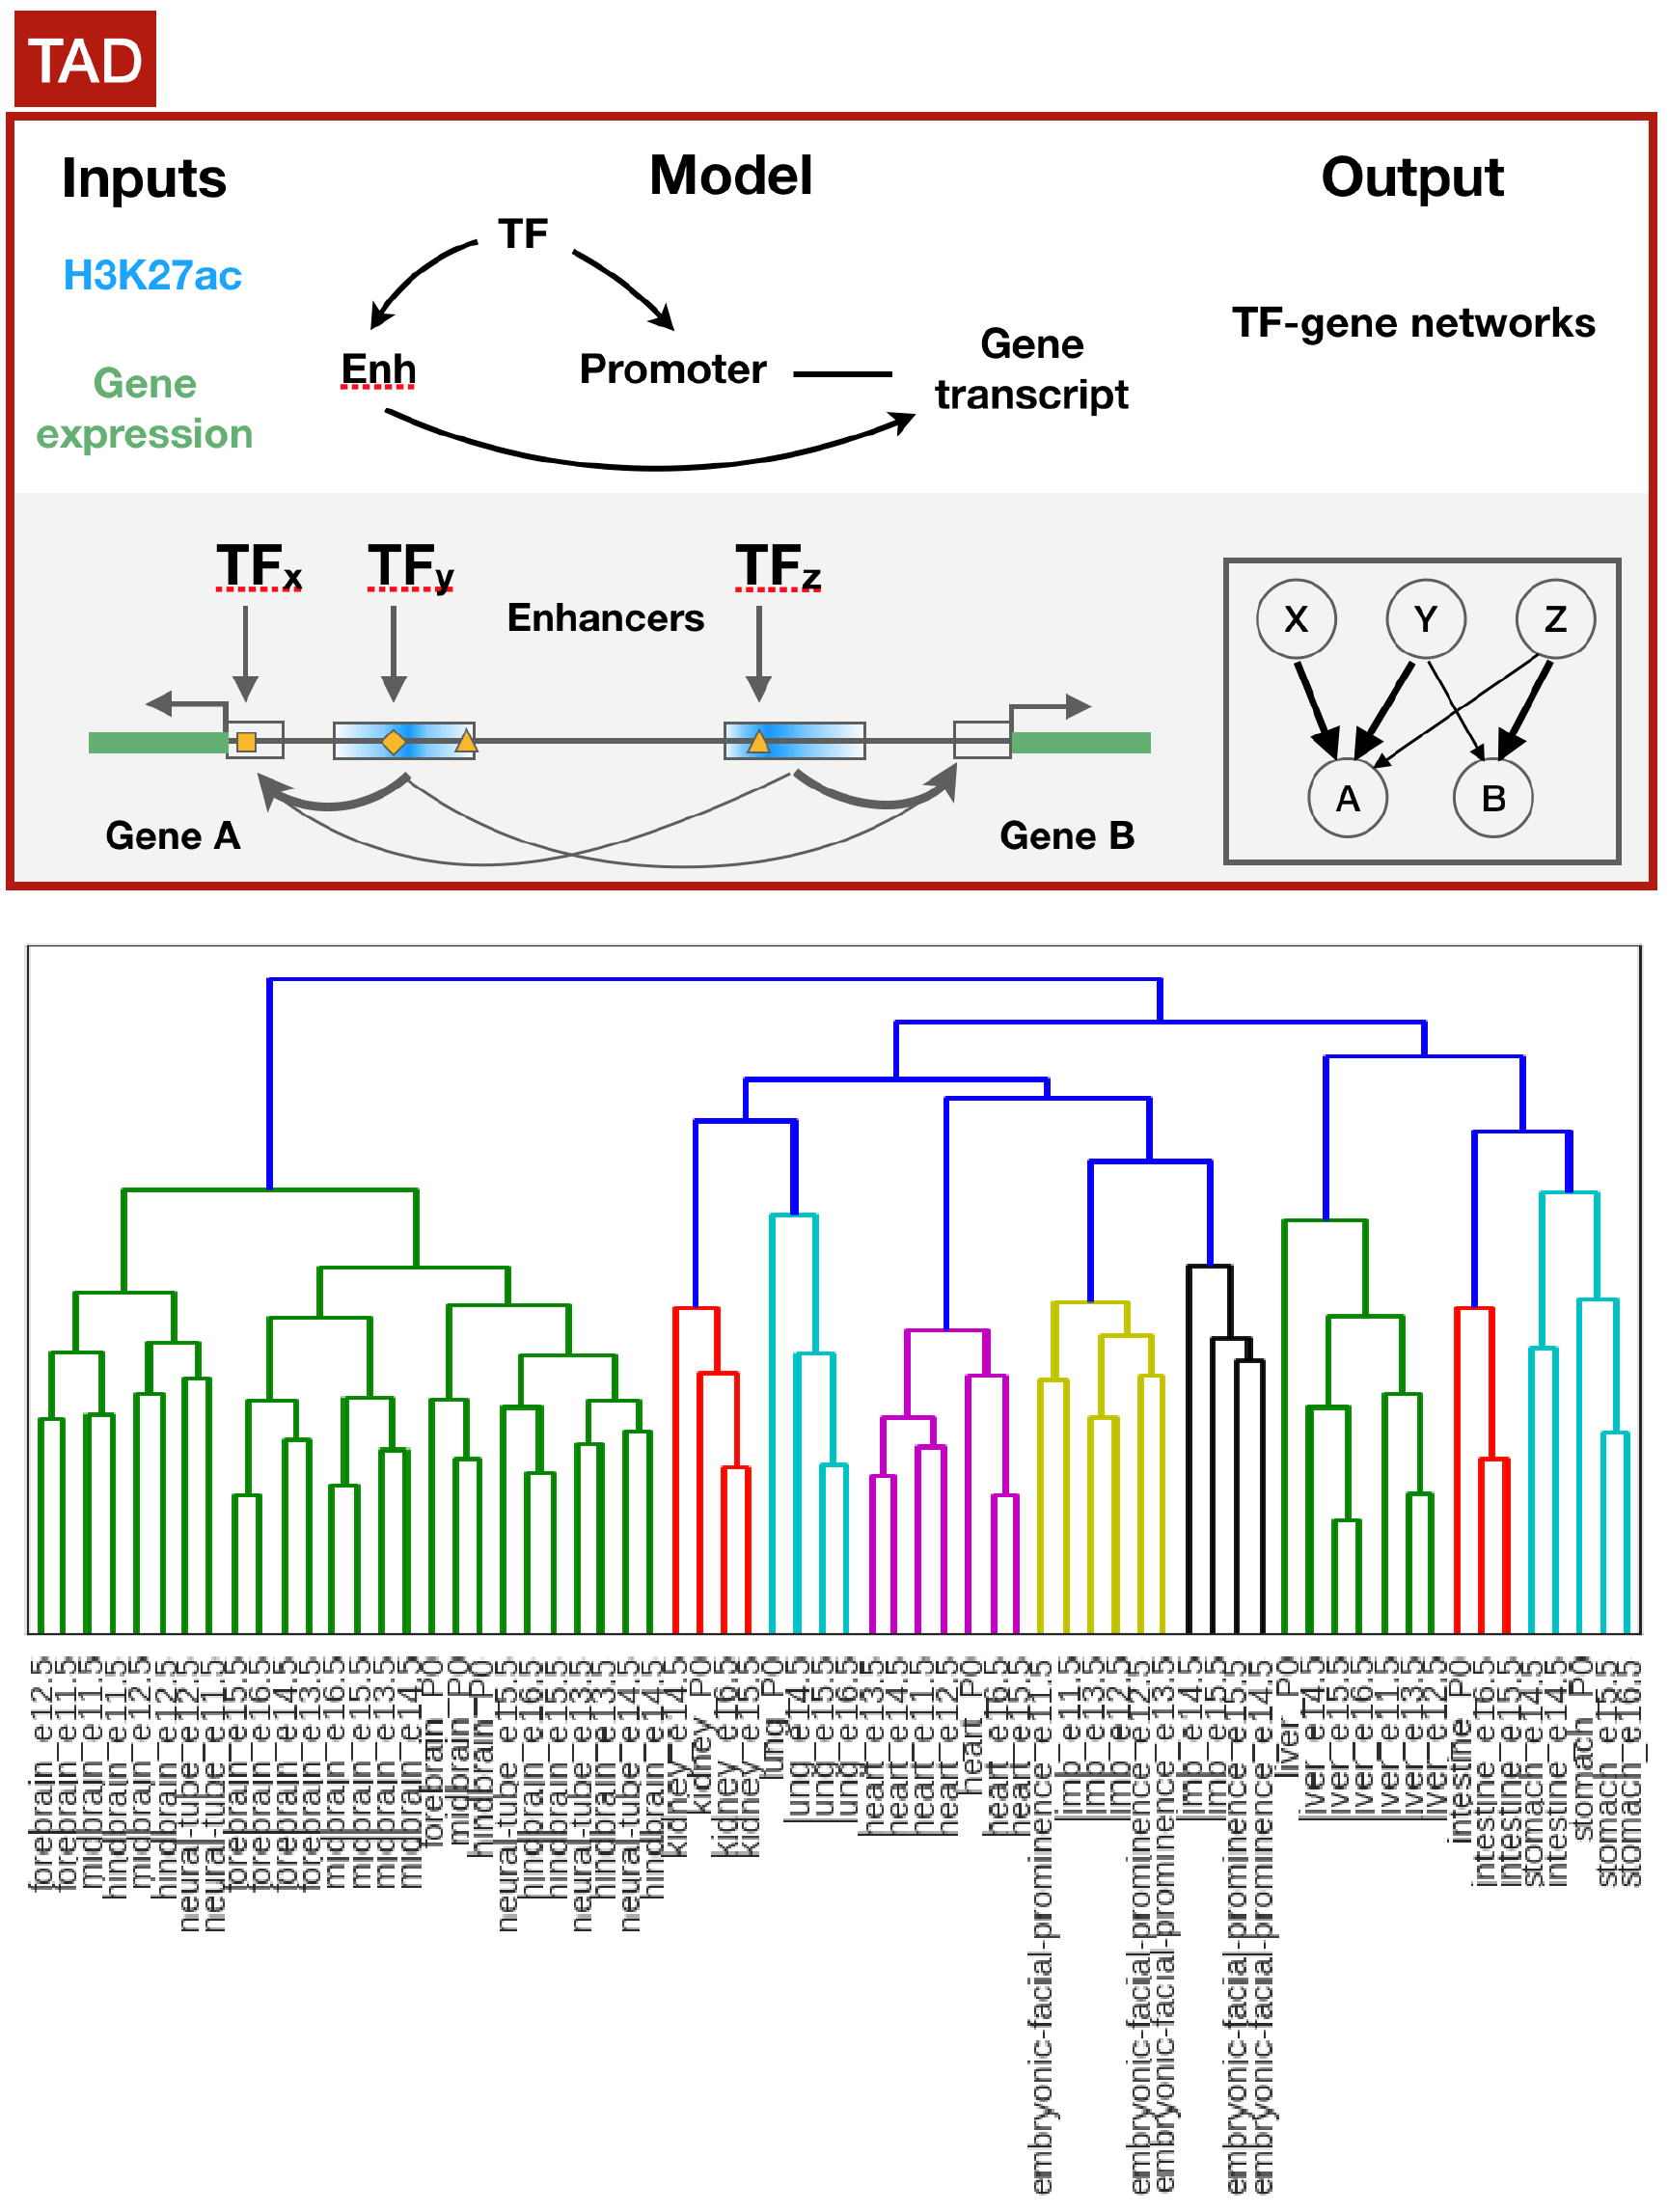 TAD
Inputs
Model
Output
H3K27ac
Gene
expression
TF
Enh
Promoter
Gene
transcript
TF-gene networks
TFx
TFy
TFz
Enhancers
Gene A
Gene B
X
Y
Z
A
B
forebrain_e12.5
forebrain_e11.5
midbrain_e11.5
hindbrain_e11.5
midbrain_e12.5
hindbrain_e12.5
neural-tube_e12.5
neural-tube_e11.5
forebrain_e15.5
forebrain_e16.5
forebrain_e14.5
forebrain_e13.5
midbrain_e16.5
midbrain_e15.5
midbrain_e13.5
midbrain_e14.5
forebrain_P0
midbrain_P0
hindbrain_P0
neural-tube_e15.5
hindbrain_e16.5
hindbrain_e15.5
neural-tube_e13.5
hindbrain_e13.5
neural-tube_e14.5
hindbrain_e14.5
kidney_e14.5
kidney_P0
kidney_e16.5
kidney_e15.5
lung_P0
lung_e14.5
lung_e15.5
lung_e16.5
heart_e13.5
heart_e14.5
heart_e11.5
heart_e12.5
heart_P0
heart_e16.5
heart_e15.5
embryonic-facial-prominence_e11.5
limb_e11.5
limb_e13.5
limb_e12.5
embryonic-facial-prominence_e12.5
embryonic-facial-prominence_e13.5
limb_e14.5
limb_e15.5
embryonic-facial-prominence_e15.5
embryonic-facial-prominence_e14.5
liver_P0
liver_e14.5
liver_e15.5
liver_e16.5
liver_e11.5
liver_e13.5
liver_e12.5
intestine_P0
intestine_e16.5
intestine_e15.5
stomach_e14.5
intestine_e14.5
stomach_P0
stomach_e15.5
stomach_e16.5